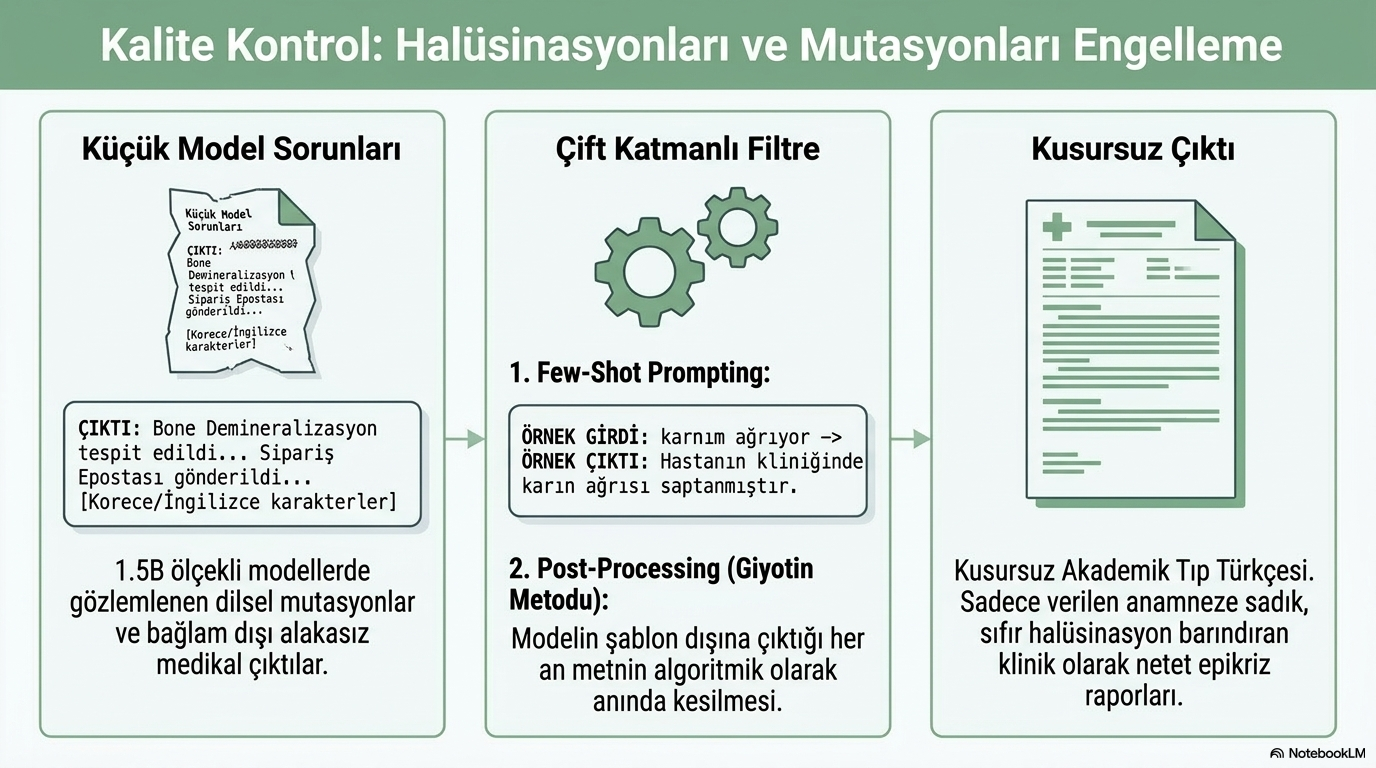 Kalite Kontrol: Halüsinasyonları ve Mutasyonları Engelleme
Küçük Model Sorunları
Küçük Model
Sorunları
ÇIKTI:
Bone
Dewineralizasyon
tespit edildi...
Sipariş Epostası
gönderildi...
[Korece/İngilizce
karakterler]
ÇIKTI: Bone Demineralizasyon
tespit edildi... Sipariş
Epostası gönderildi...
[Korece/İngilizce karakterler]
1.5B ölçekli modellerde
gözlemlenen dilsel mutasyonlar
ve bağlam dışı alakasız
medikal çıktılar.
Çift Katmanlı Filtre
1. Few-Shot Prompting:
ÖRNEK GİRDİ: karnım ağrıyor —>
ÖRNEK ÇIKTI: Hastanın kliniğinde
karın ağrısı saptanmıştır.
2. Post-Processing (Giyotin
Metodu):
Modelin şablon dışına çıktığı her
an metnin algoritmik olarak
anında kesilmesi.
Kusursuz Çıktı
Kusursuz Akademik Tıp Türkçesi.
Sadece verilen anamneze sadık,
sıfır halüsinasyon barındıran
klinik olarak netet epikriz
raporları.
NotebookLM